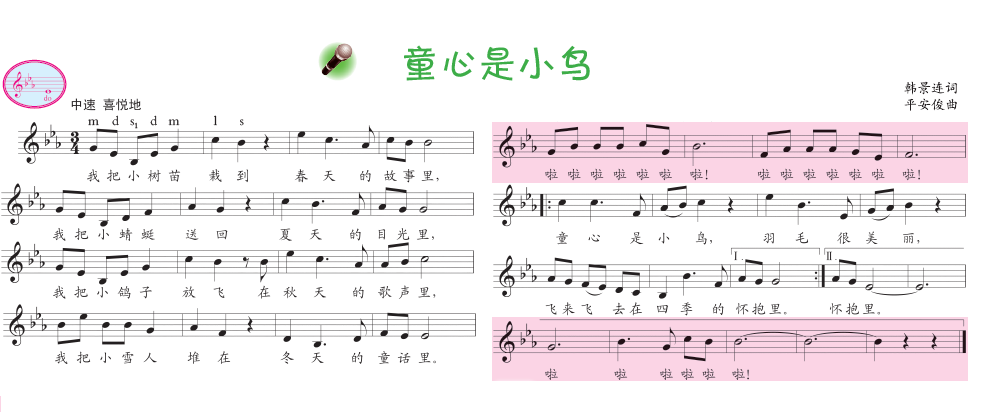 童心是小鸟
do
韩景连词
平安俊曲
中速 喜悦地
m d s₁ d m l s
3
4
我把小树苗 栽到 春天的故事里，
我把小蜻蜓 送回 夏天的目光里，
我把小鸽子 放飞 在秋天的歌声里，
我把小雪人 堆在 冬天的童话里。
啦啦啦啦啦啦啦！ 啦啦啦啦啦啦啦！
童心是小鸟， 羽毛很美丽，
I. II.
飞来飞去在四季的怀抱里。 怀抱里。
啦 啦 啦啦啦啦！